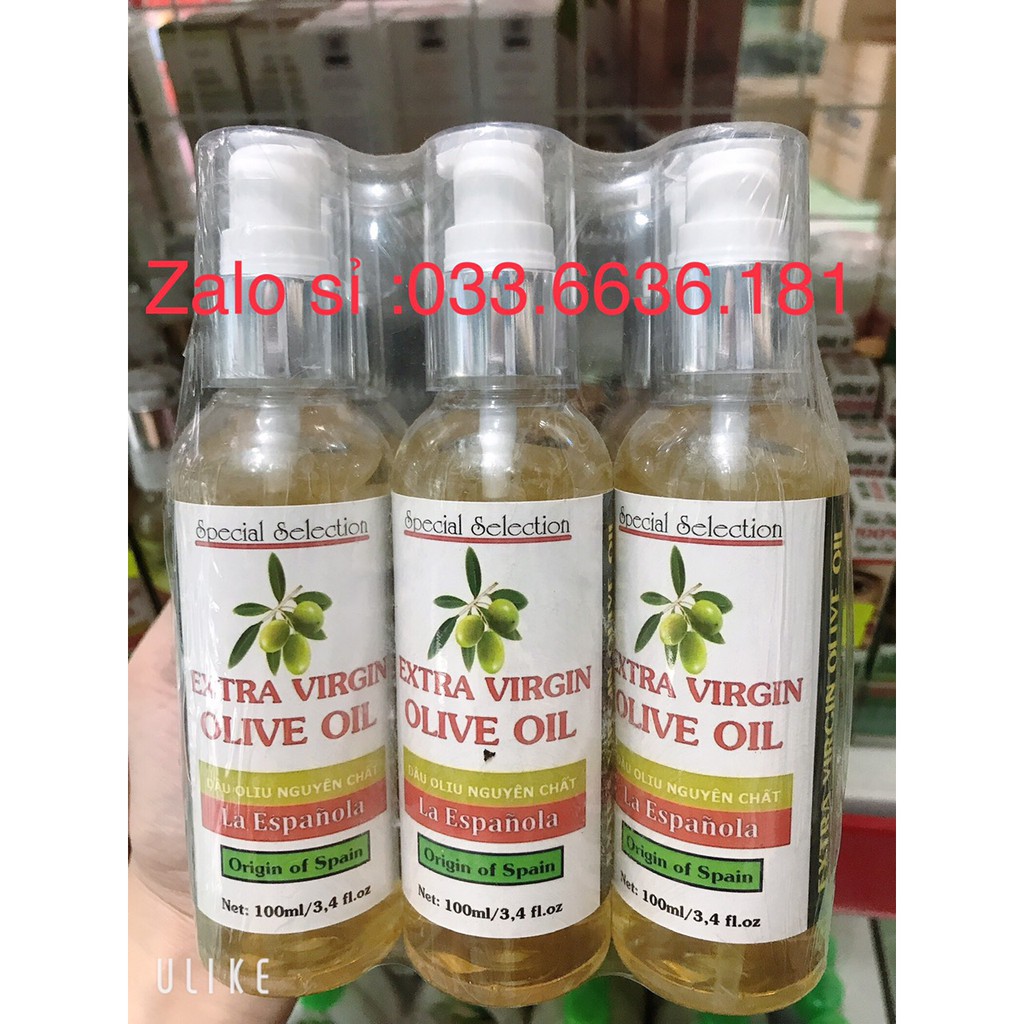 Zalo sỉ :033.6636.181
Special Selection
EXTRA VIRGIN
OLIVE OIL
DẦU OLIU NGUYÊN CHẤT
La Española
Origin of Spain
Net: 100ml/3,4 fl.oz
Special Selection
EXTRA VIRGIN
OLIVE OIL
DẦU OLIU NGUYÊN CHẤT
La Española
Origin of Spain
Net: 100ml/3,4 fl.oz
OLIVE OIL
Special Selection
EXTRA VIRGIN
OLIVE OIL
DẦU OLIU NGUYÊN CHẤT
La Española
Origin of Spain
Net: 100ml/3,4 fl.oz
EXTRA VIRGIN OLIVE OIL
ULIKE